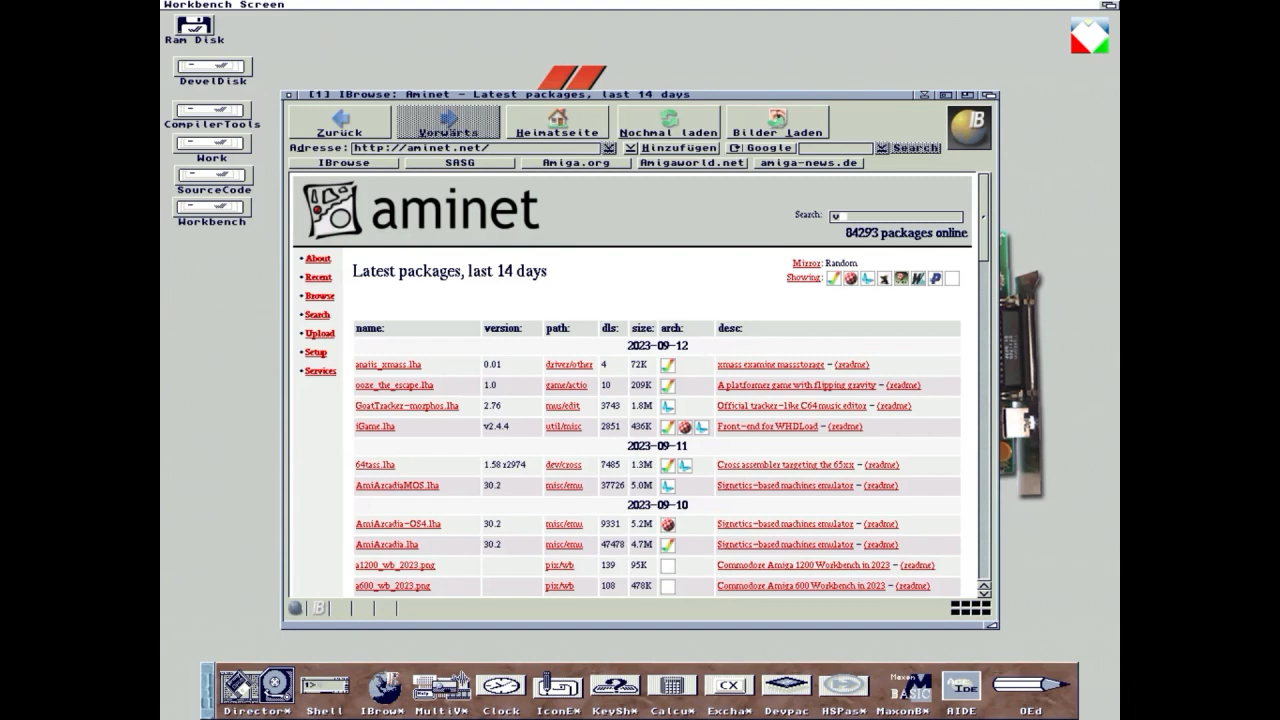 Workbench Screen
Ram Disk
DevelDisk
CompilerTools
Work
SourceCode
Workbench
[1] IBrowse: Aminet - Latest packages, last 14 days
Zurück Vorwärts Heimatseite Nochmal laden Bilder Laden
IB
Adresse: http://aminet.net/ Hinzufügen Google Search
IBrowse SASG Amiga.org Amigaworld.net amiga-news.de
aminet
Search: v
84293 packages online
• About
• Recent
• Browse
• Search
• Upload
• Setup
• Services
Latest packages, last 14 days
Mirror: Random
Showing:
name: version: path: dls: size: arch: desc:
2023-09-12
anaiis_xmass.lha 0.01 driver/other 4 72K xmass examine massstorage - (readme)
ooze_the_escape.lha 1.0 game/actio 10 209K A platformer game with flipping gravity - (readme)
GoatTracker-morphos.lha 2.76 mus/edit 3743 1.8M Official tracker-like C64 music editor - (readme)
iGame.lha v2.4.4 util/misc 2851 436K Front-end for WHDLoad - (readme)
2023-09-11
64tass.lha 1.58 r2974 dev/cross 7485 1.3M Cross assembler targeting the 65xx - (readme)
AmiArcadiaMOS.lha 30.2 misc/emu 37726 5.0M Signetics-based machines emulator - (readme)
2023-09-10
AmiArcadia-OS4.lha 30.2 misc/emu 9331 5.2M Signetics-based machines emulator - (readme)
AmiArcadia.lha 30.2 misc/emu 47478 4.7M Signetics-based machines emulator - (readme)
a1200_wb_2023.png pix/wb 139 95K Commodore Amiga 1200 Workbench in 2023 - (readme)
a600_wb_2023.png pix/wb 108 478K Commodore Amiga 600 Workbench in 2023 - (readme)
IB
1> CX Maxon BASIC IDE
Director* Shell IBrow* MultiV* Clock IconE* KeySh* Calcu* Excha* Devpac HSPas* MaxonB* AIDE OEd